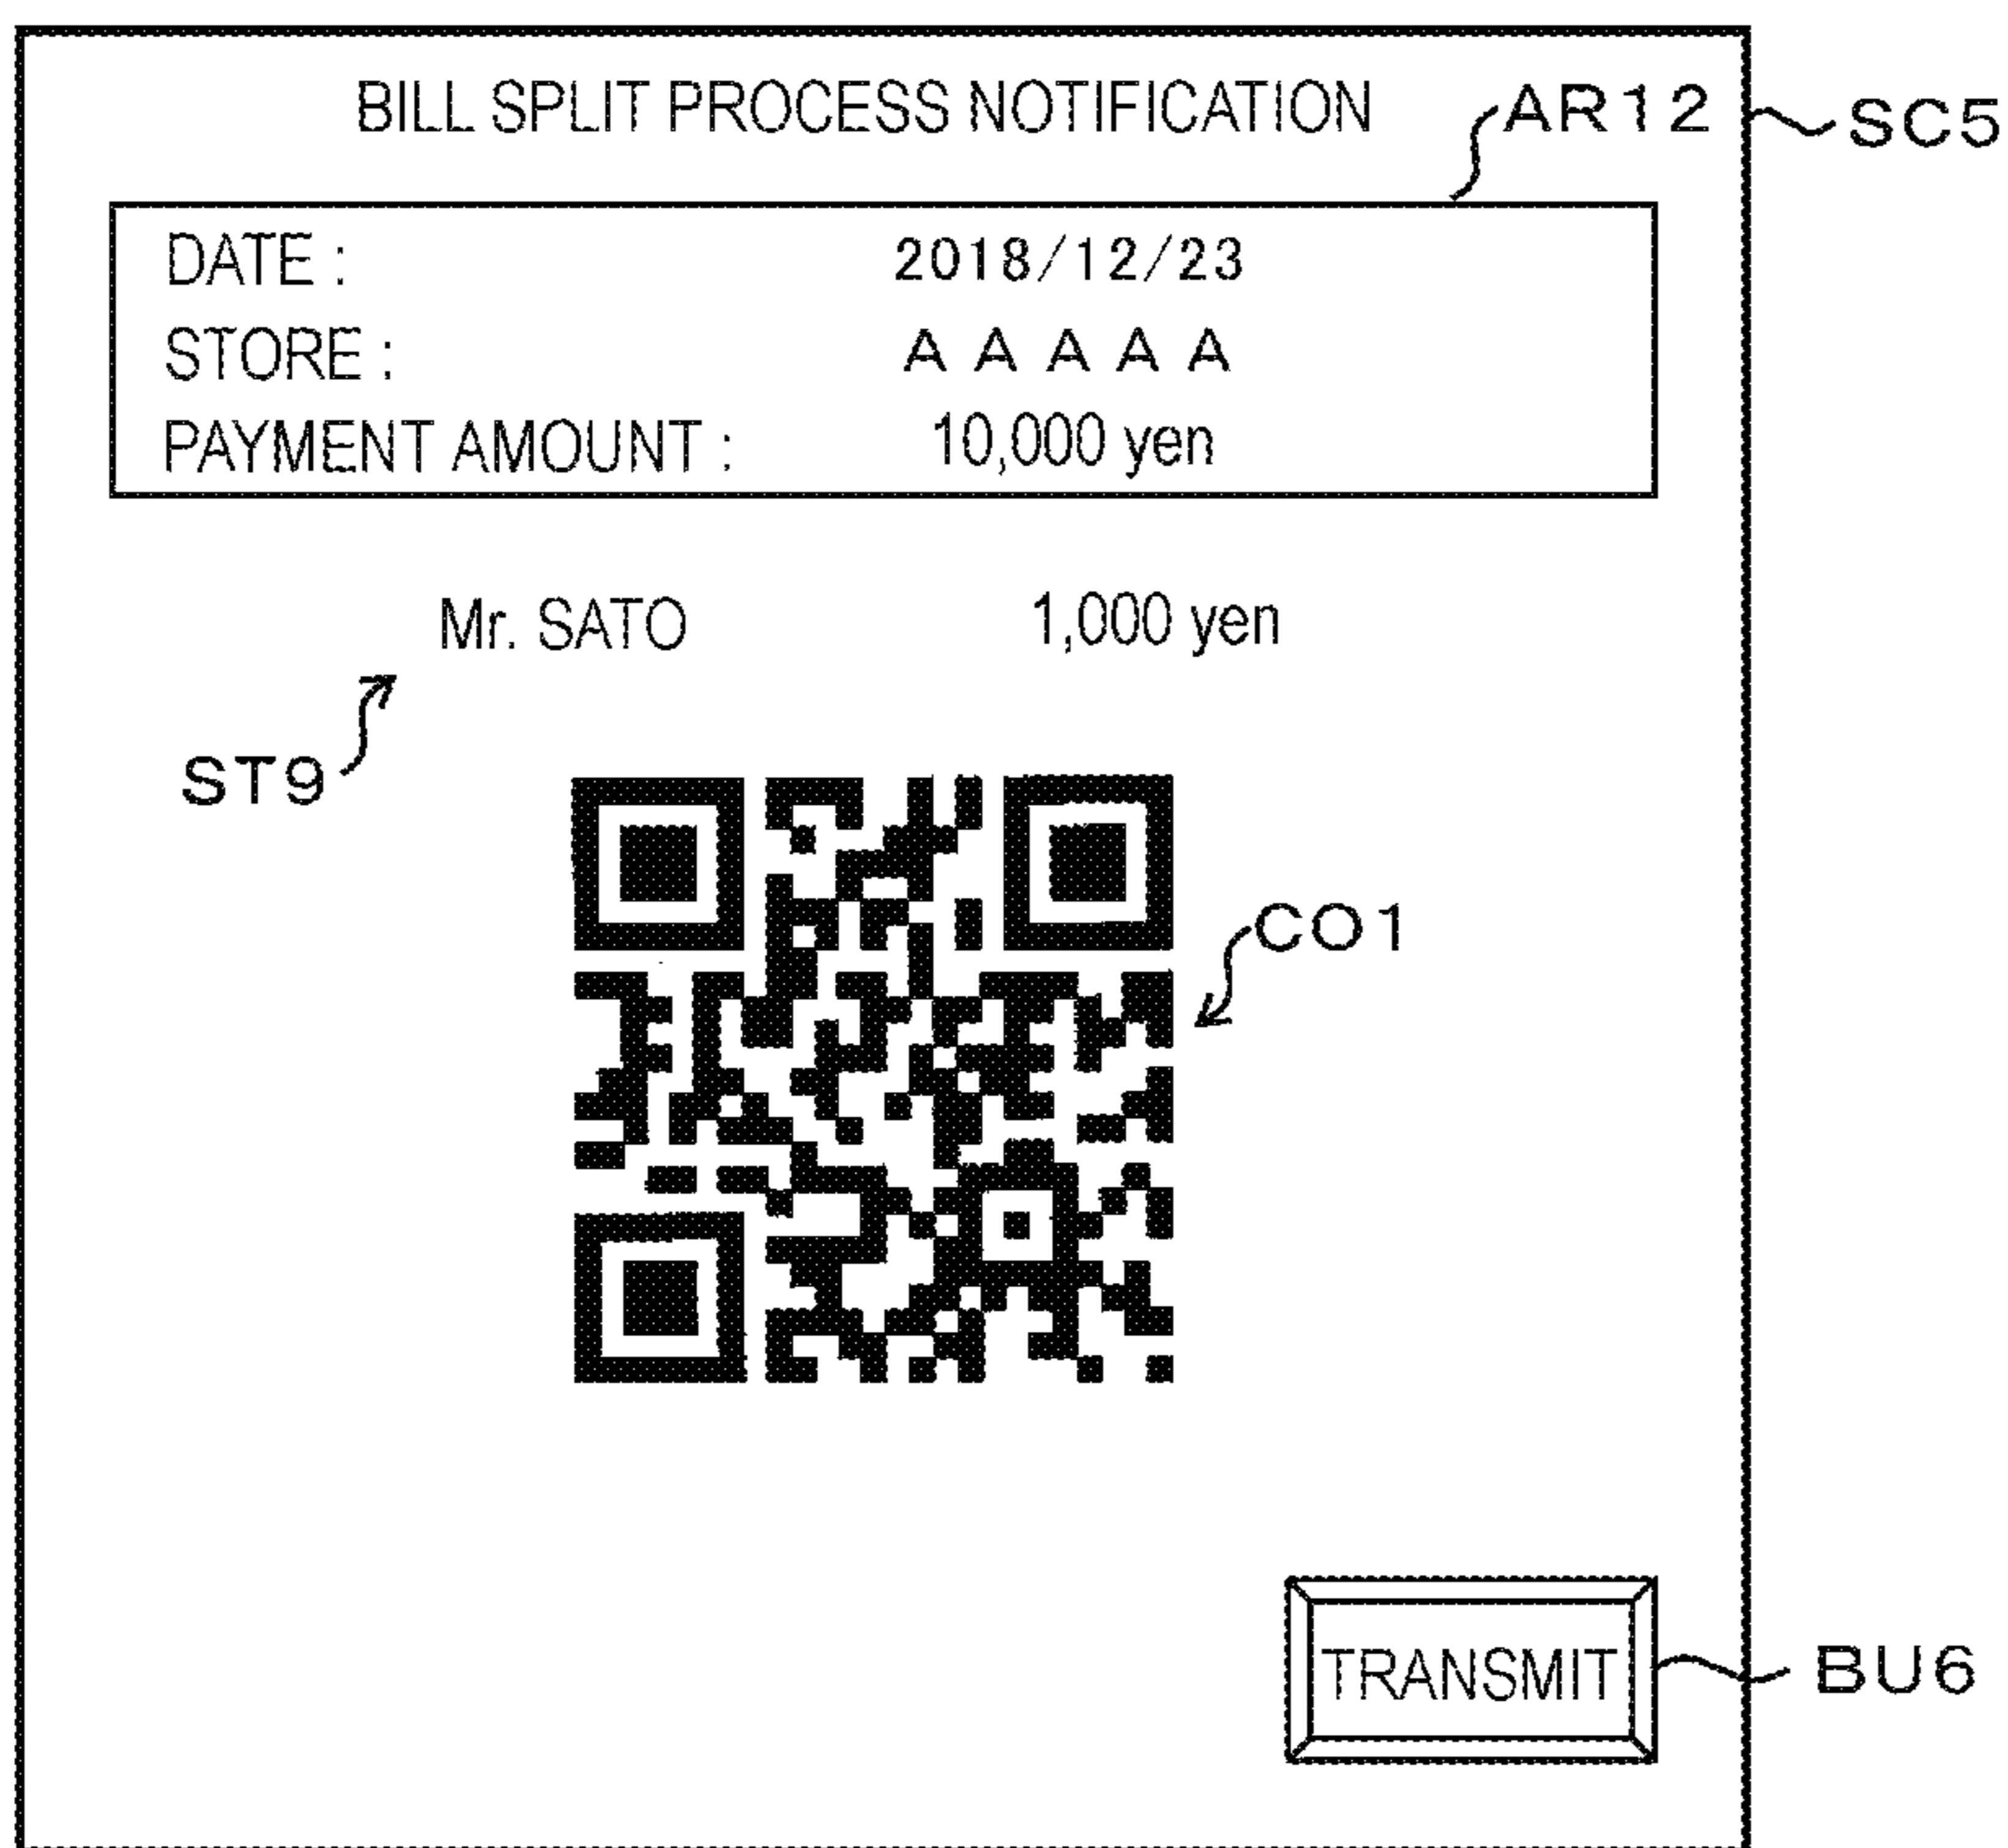 BILL SPLIT PROCESS NOTIFICATION
AR12
SC5
DATE : 2018/12/23
STORE : A A A A A
PAYMENT AMOUNT : 10,000 yen
Mr. SATO 1,000 yen
ST9
CO1
TRANSMIT
BU6